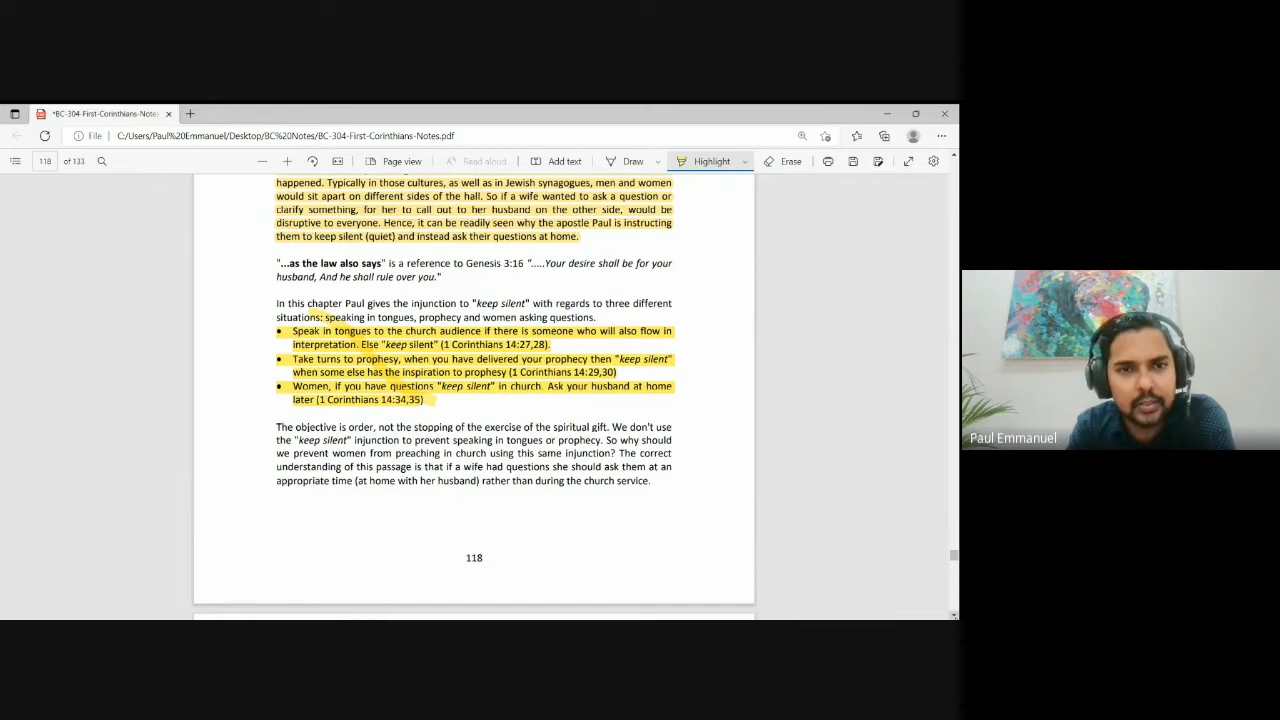 *BC-304-First-Corinthians-Notes
File
C:/Users/Paul%20Emmanuel/Desktop/BC%20Notes/BC-304-First-Corinthians-Notes.pdf
118 of 133
Page view
Read aloud
Add text
Draw
Highlight
Erase
happened. Typically in those cultures, as well as in Jewish synagogues, men and women
would sit apart on different sides of the hall. So if a wife wanted to ask a question or
clarify something, for her to call out to her husband on the other side, would be
disruptive to everyone. Hence, it can be readily seen why the apostle Paul is instructing
them to keep silent (quiet) and instead ask their questions at home.
"...as the law also says" is a reference to Genesis 3:16 ".....Your desire shall be for your
husband, And he shall rule over you."
In this chapter Paul gives the injunction to "keep silent" with regards to three different
situations: speaking in tongues, prophecy and women asking questions.
• Speak in tongues to the church audience if there is someone who will also flow in
interpretation. Else "keep silent" (1 Corinthians 14:27,28).
• Take turns to prophesy, when you have delivered your prophecy then "keep silent"
when some else has the inspiration to prophesy (1 Corinthians 14:29,30)
• Women, if you have questions "keep silent" in church. Ask your husband at home
later (1 Corinthians 14:34,35)
The objective is order, not the stopping of the exercise of the spiritual gift. We don't use
the "keep silent" injunction to prevent speaking in tongues or prophecy. So why should
we prevent women from preaching in church using this same injunction? The correct
understanding of this passage is that if a wife had questions she should ask them at an
appropriate time (at home with her husband) rather than during the church service.
118
Paul Emmanuel